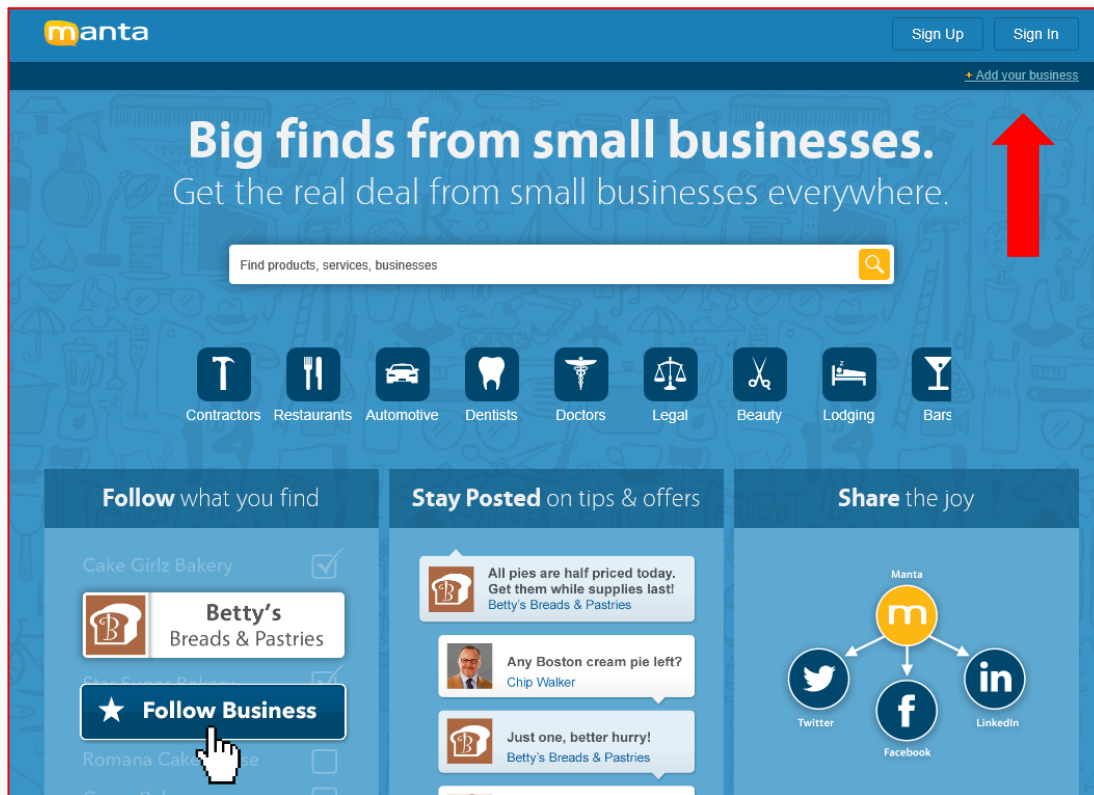 manta
Sign Up
Sign In
+ Add your business
Big finds from small businesses.
Get the real deal from small businesses everywhere.
Find products, services, businesses
Contractors
Restaurants
Automotive
Dentists
Doctors
Legal
Beauty
Lodging
Bars
Follow what you find
Cake Girlz Bakery
Betty's
Breads & Pastries
Star Super Bakery
Follow Business
Stay Posted on tips & offers
All pies are half priced today.
Get them while supplies last!
Betty's Breads & Pastries
Any Boston cream pie left?
Chip Walker
Just one, better hurry!
Betty's Breads & Pastries
Share the joy
Manta
Twitter
Facebook
LinkedIn